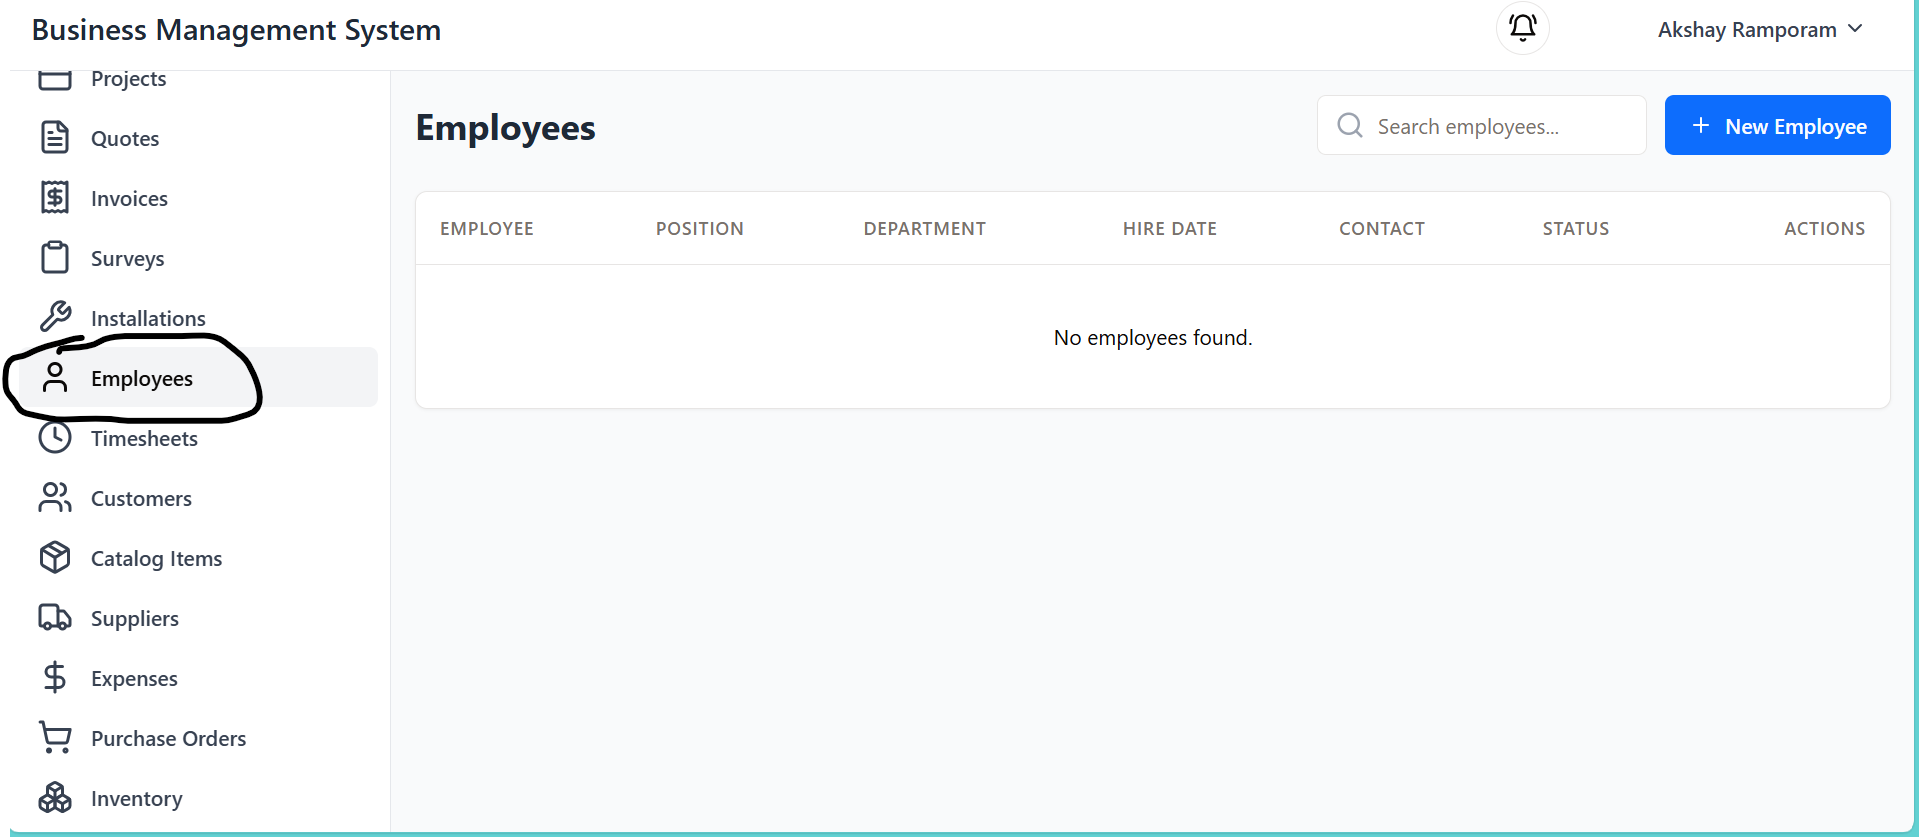 Business Management System
Akshay Ramporam
Projects
Quotes
Invoices
Surveys
Installations
Employees
Timesheets
Customers
Catalog Items
Suppliers
Expenses
Purchase Orders
Inventory
Employees
Search employees...
+ New Employee
EMPLOYEE POSITION DEPARTMENT HIRE DATE CONTACT STATUS ACTIONS
No employees found.